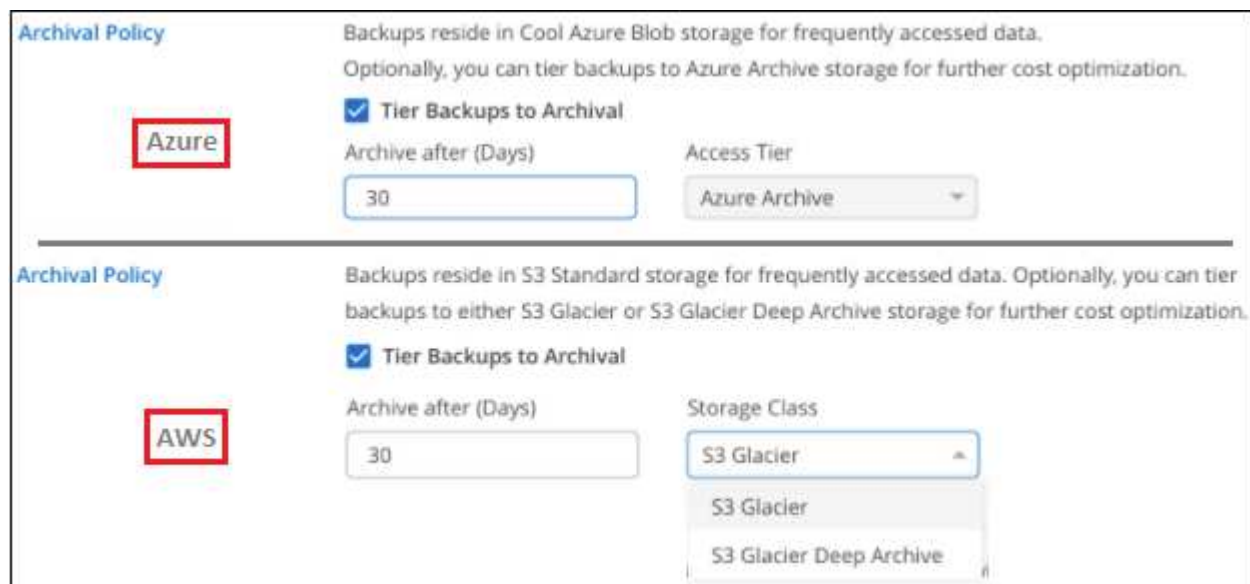 Archival Policy
Backups reside in Cool Azure Blob storage for frequently accessed data.
Optionally, you can tier backups to Azure Archive storage for further cost optimization.
Tier Backups to Archival
Azure
Archive after (Days)
Access Tier
30
Azure Archive
Archival Policy
Backups reside in S3 Standard storage for frequently accessed data. Optionally, you can tier
backups to either S3 Glacier or S3 Glacier Deep Archive storage for further cost optimization.
Tier Backups to Archival
AWS
Archive after (Days)
Storage Class
30
S3 Glacier
S3 Glacier
S3 Glacier Deep Archive